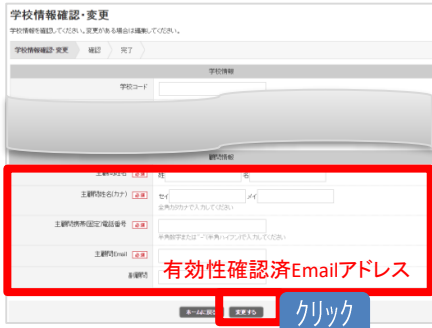 学校情報確認・変更
学校情報を確認してください。変更がある場合は編集してください。
学校情報確認・変更 確認 完了
学校情報
学校コード
顧問情報
主顧問姓名 必須 姓 名
主顧問姓名(カナ) 必須 セイ メイ
全角カタカナで入力してください
主顧問携帯(固定)電話番号 必須
半角数字または"-"(半角ハイフン)で入力してください
主顧問Email 必須
有効性確認済Emailアドレス
副顧問
ホームに戻る 変更する
クリック